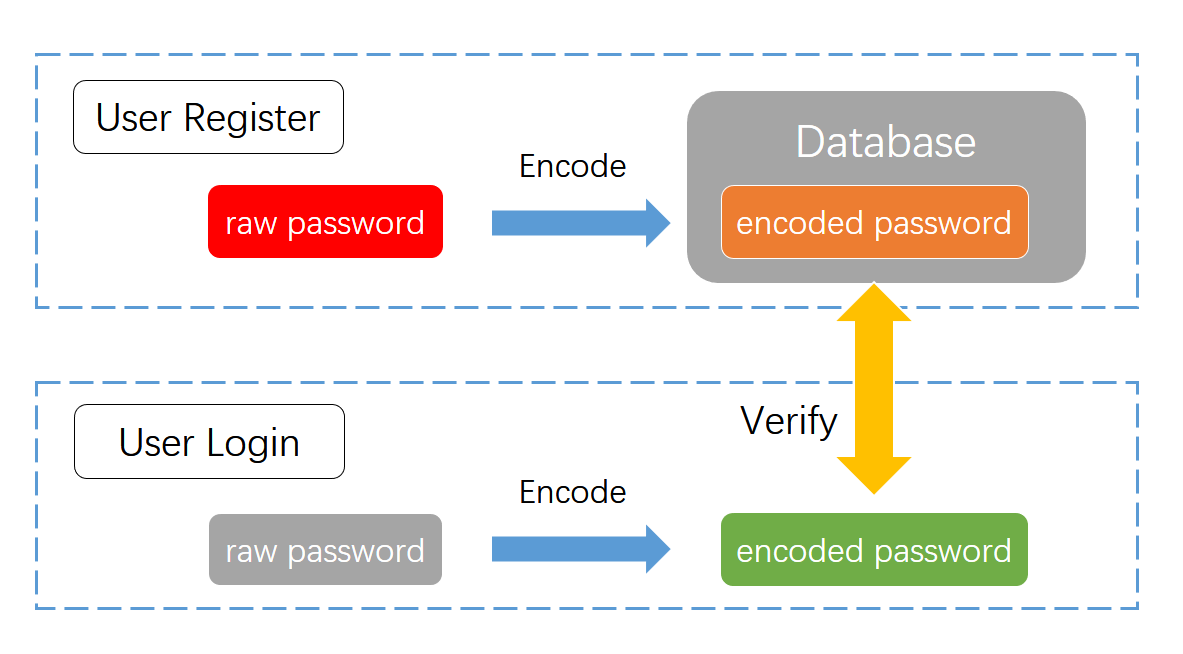 User Register
Database
Encode
raw password
encoded password
User Login
Verify
Encode
raw password
encoded password